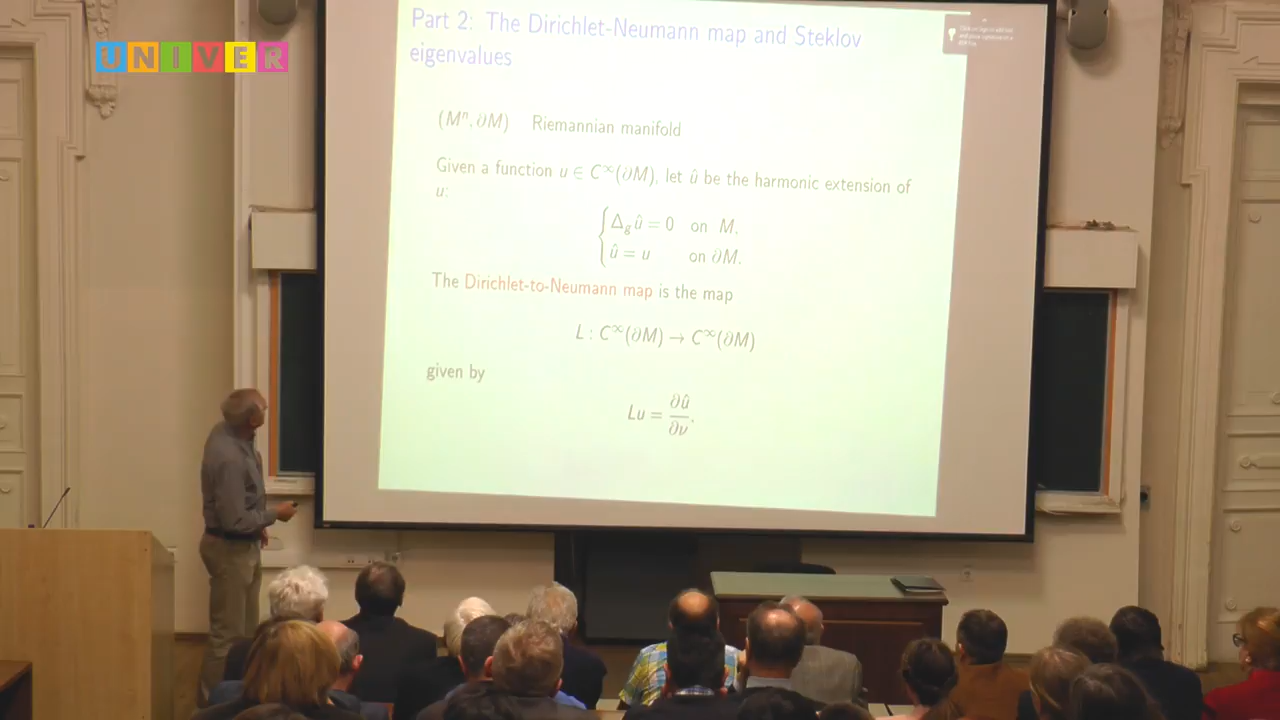 UNIVER
Part 2: The Dirichlet-Neumann map and Steklov
eigenvalues
(Mⁿ, ∂M) Riemannian manifold
Given a function u ∈ C∞(∂M), let û be the harmonic extension of
u:
{ Δ_g û = 0 on M,
û = u on ∂M.
The Dirichlet-to-Neumann map is the map
L : C∞(∂M) → C∞(∂M)
given by
Lu = ∂û/∂ν.